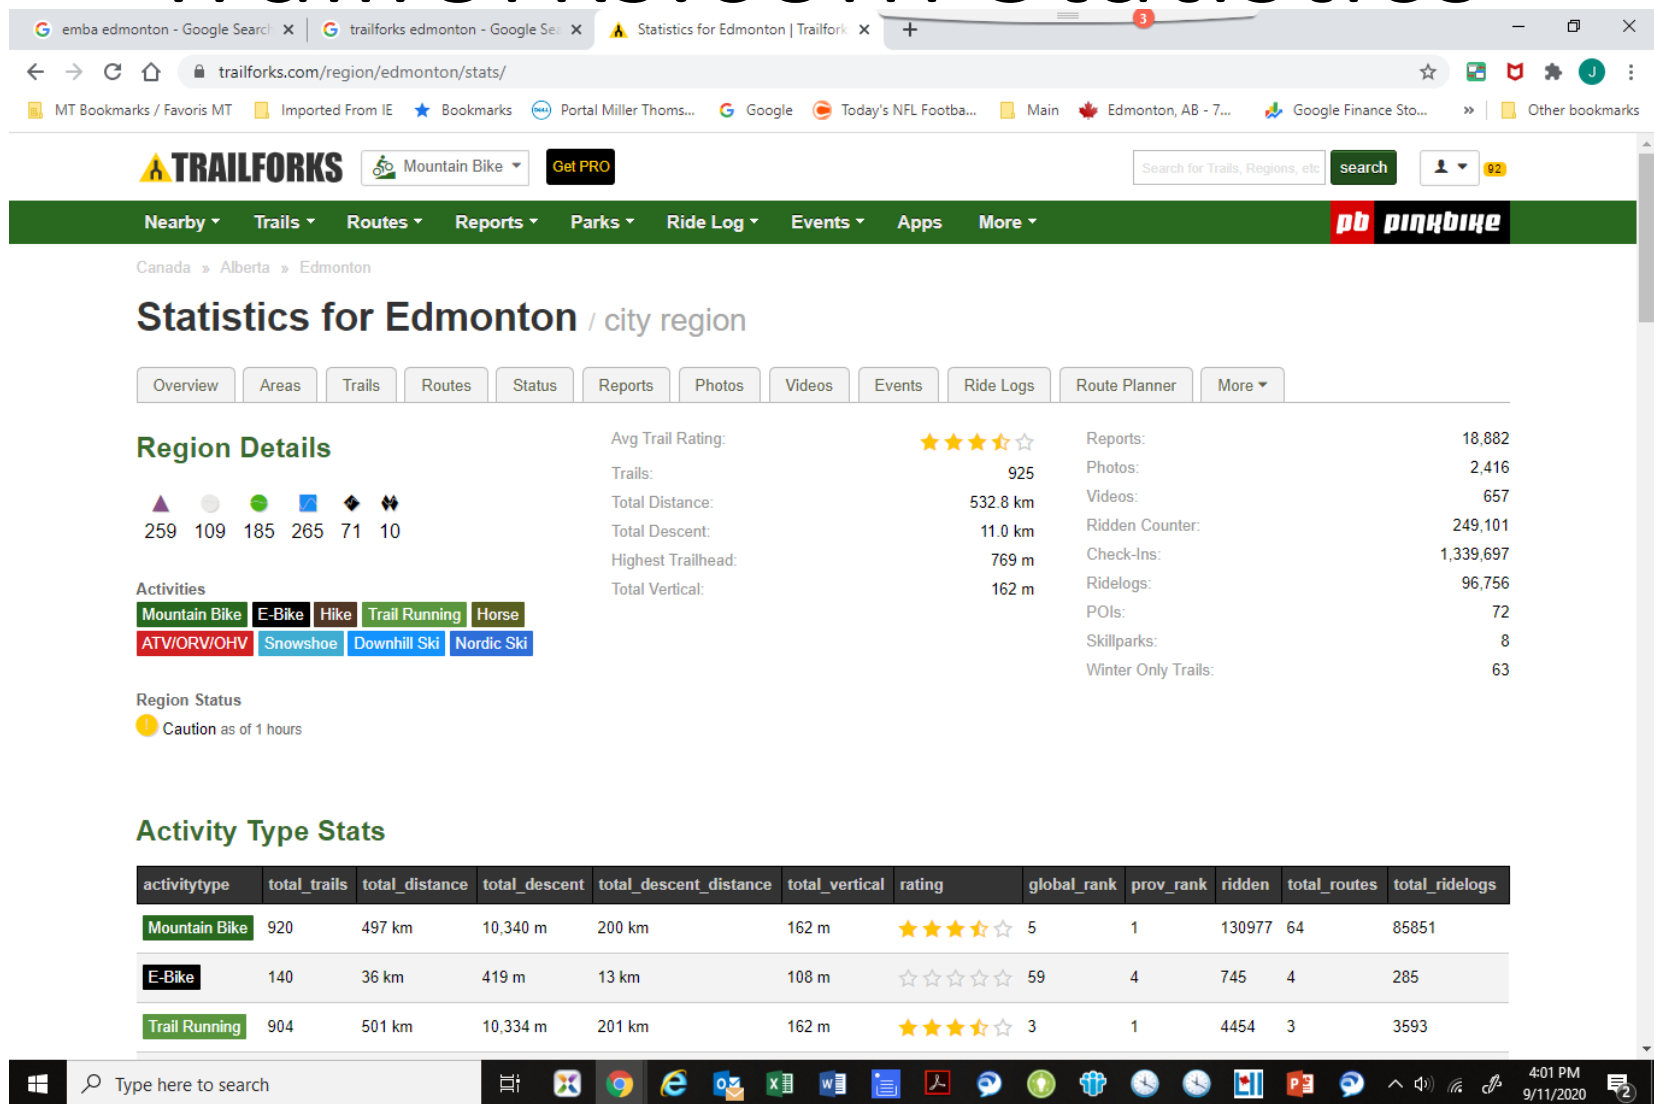 Trailforks.com Statistics
emba edmonton - Google Search
trailforks edmonton - Google Sea
Statistics for Edmonton | Trailfork
3
trailforks.com/region/edmonton/stats/
J
MT Bookmarks / Favoris MT
Imported From IE
Bookmarks
Portal Miller Thoms...
Google
Today's NFL Footba...
Main
Edmonton, AB - 7...
Google Finance Sto...
»
Other bookmarks
TRAILFORKS
Mountain Bike
Get PRO
Search for Trails, Regions, etc
search
92
Nearby Trails Routes Reports Parks Ride Log Events Apps More
pb pinkbike
Canada » Alberta » Edmonton
Statistics for Edmonton / city region
Overview Areas Trails Routes Status Reports Photos Videos Events Ride Logs Route Planner More
Region Details
259 109 185 265 71 10
Activities
Mountain Bike E-Bike Hike Trail Running Horse
ATV/ORV/OHV Snowshoe Downhill Ski Nordic Ski
Region Status
Caution as of 1 hours
Avg Trail Rating:
Trails: 925
Total Distance: 532.8 km
Total Descent: 11.0 km
Highest Trailhead: 769 m
Total Vertical: 162 m
Reports: 18,882
Photos: 2,416
Videos: 657
Ridden Counter: 249,101
Check-Ins: 1,339,697
Ridelogs: 96,756
POIs: 72
Skillparks: 8
Winter Only Trails: 63
Activity Type Stats
activitytype total_trails total_distance total_descent total_descent_distance total_vertical rating global_rank prov_rank ridden total_routes total_ridelogs
Mountain Bike 920 497 km 10,340 m 200 km 162 m 5 1 130977 64 85851
E-Bike 140 36 km 419 m 13 km 108 m 59 4 745 4 285
Trail Running 904 501 km 10,334 m 201 km 162 m 3 1 4454 3 3593
Type here to search
4:01 PM
9/11/2020
2